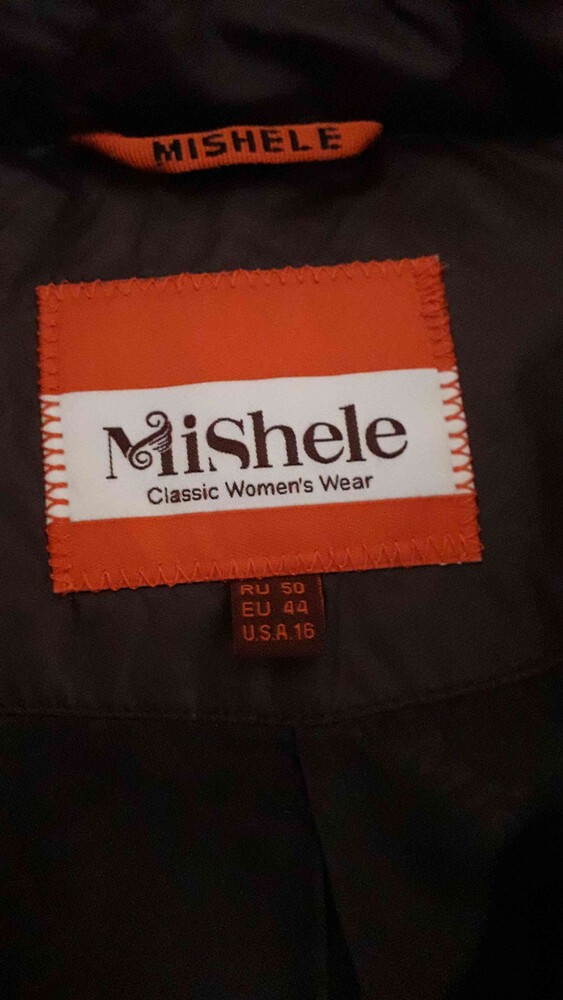 MISHELE
MiShele
Classic Women's Wear
RU 50
EU 44
U.S.A.16